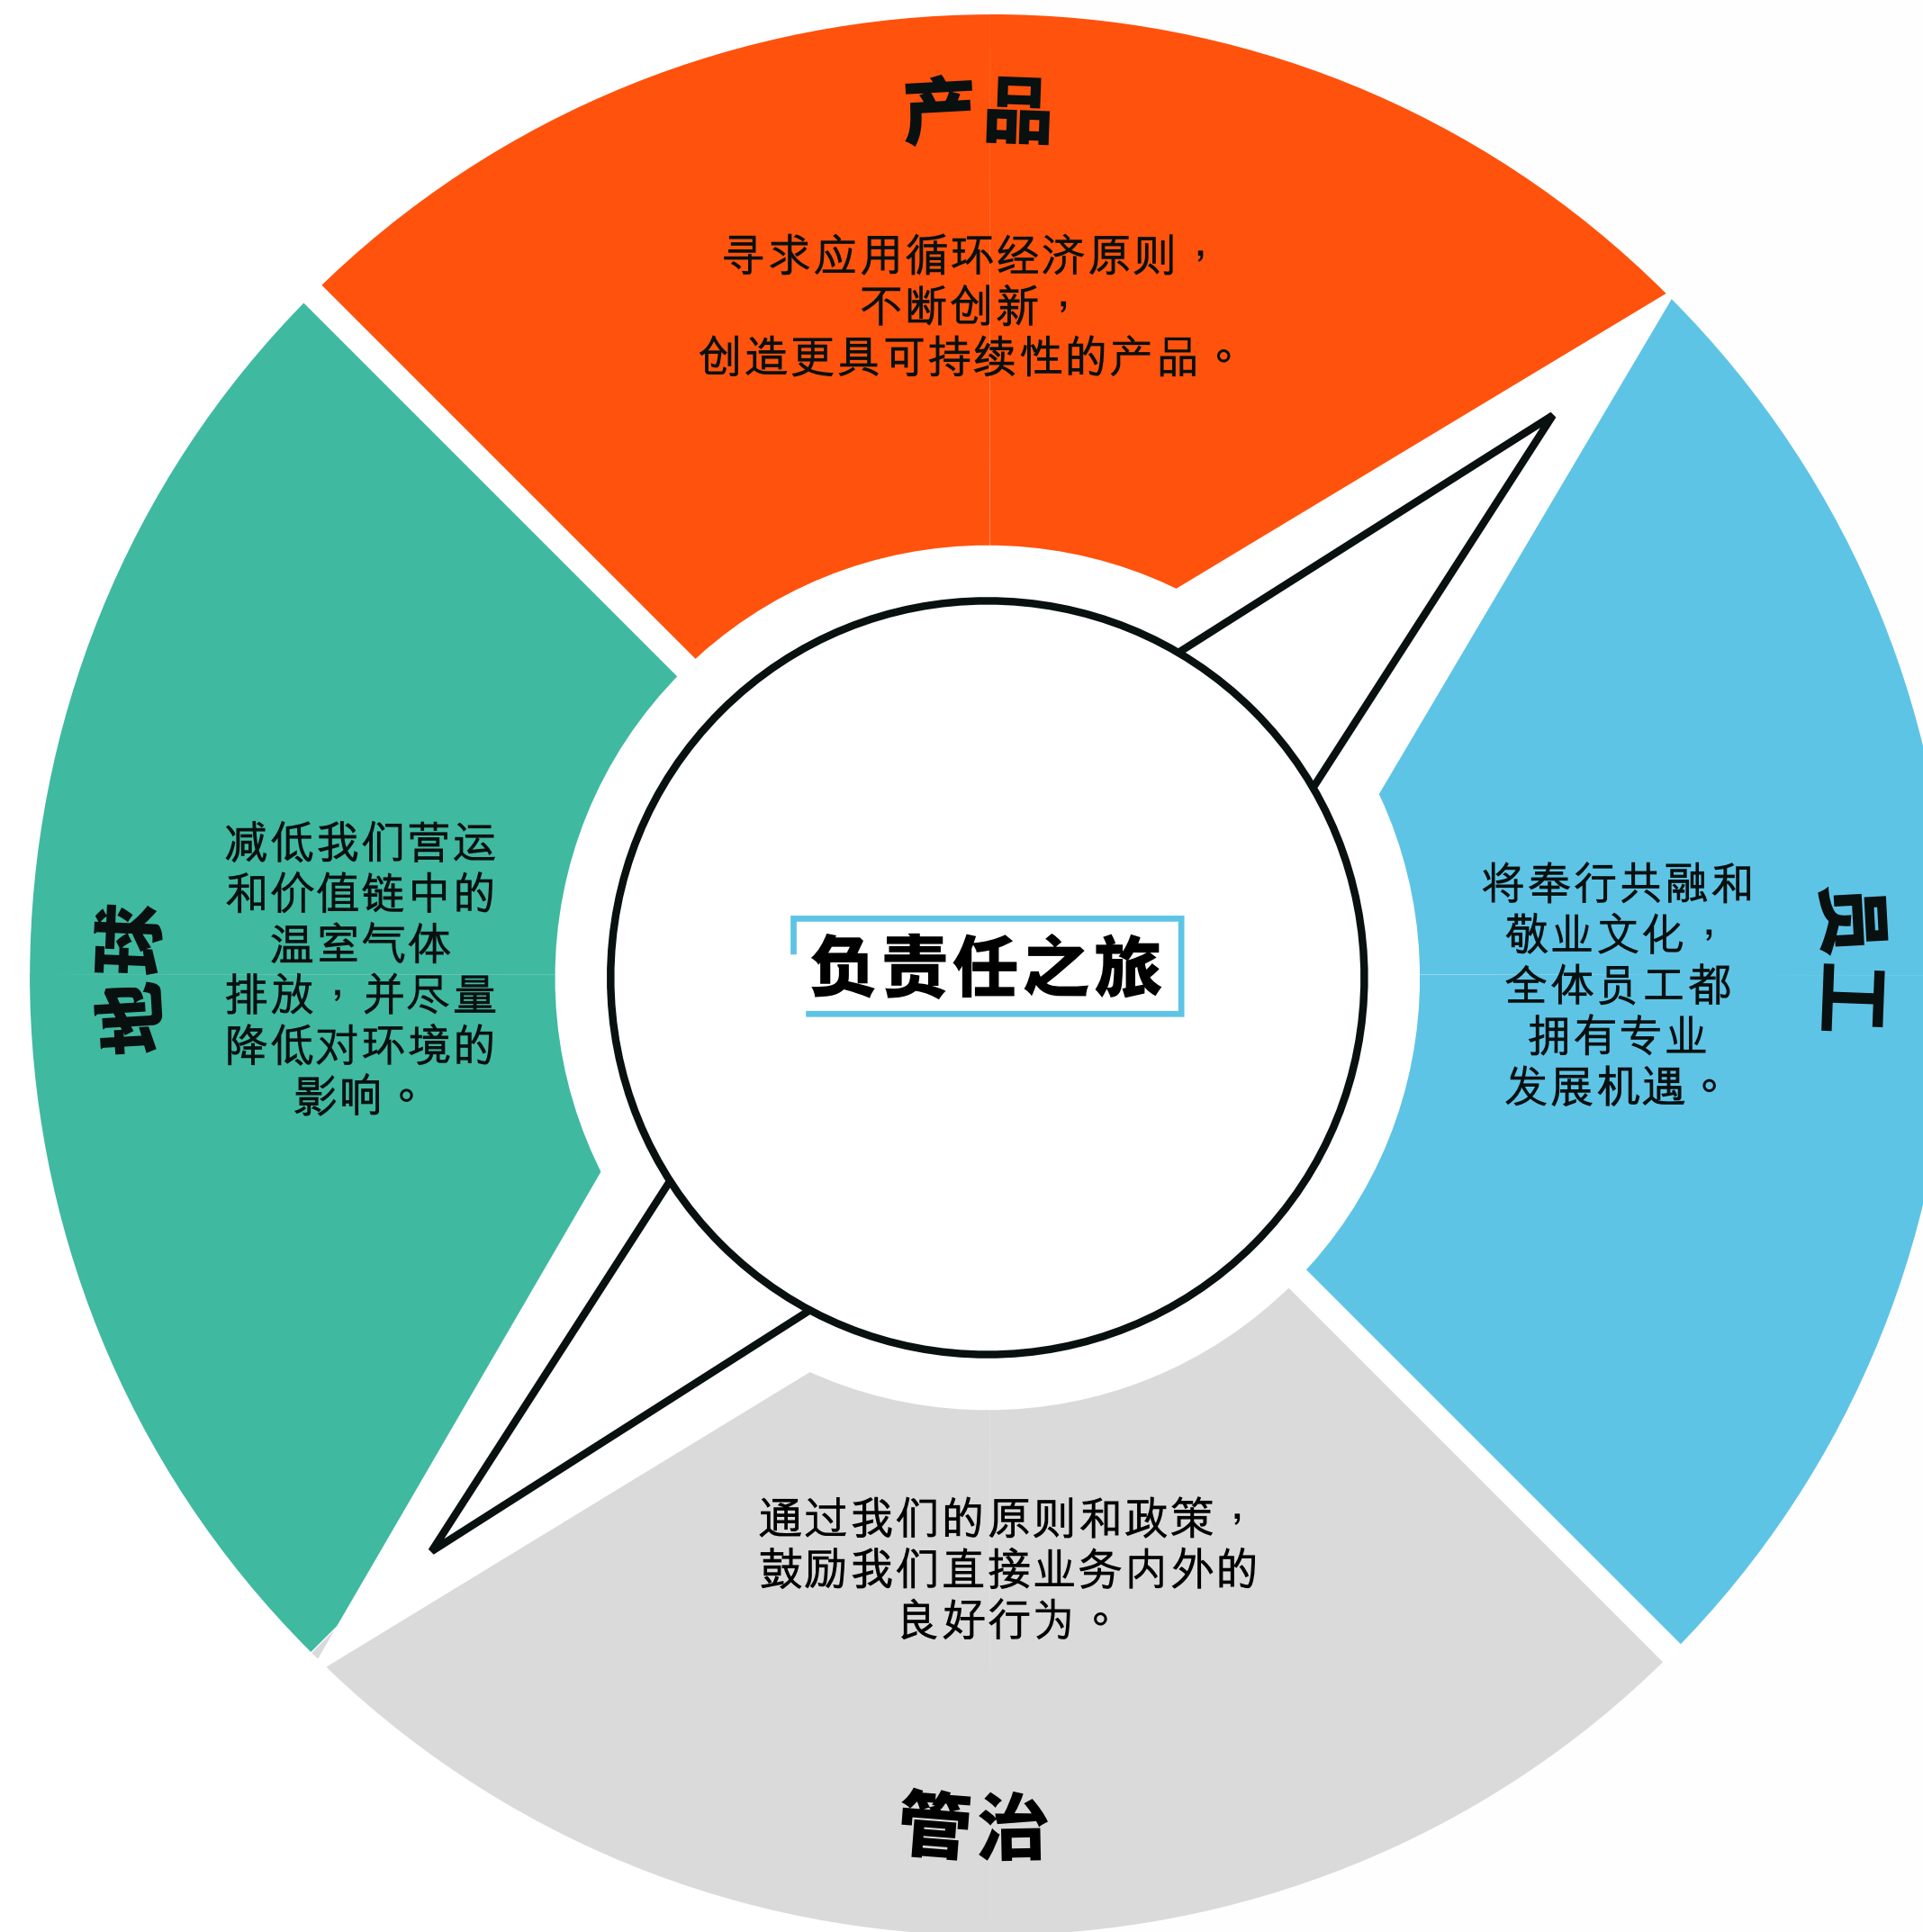 产品
寻求应用循环经济原则，
不断创新，
创造更具可持续性的产品。
地球
减低我们营运
和价值链中的
温室气体
排放，并尽量
降低对环境的
影响。
负责任之旅
将奉行共融和
敬业文化，
全体员工都
拥有专业
发展机遇。
员工
通过我们的原则和政策，
鼓励我们直接业务内外的
良好行为。
管治